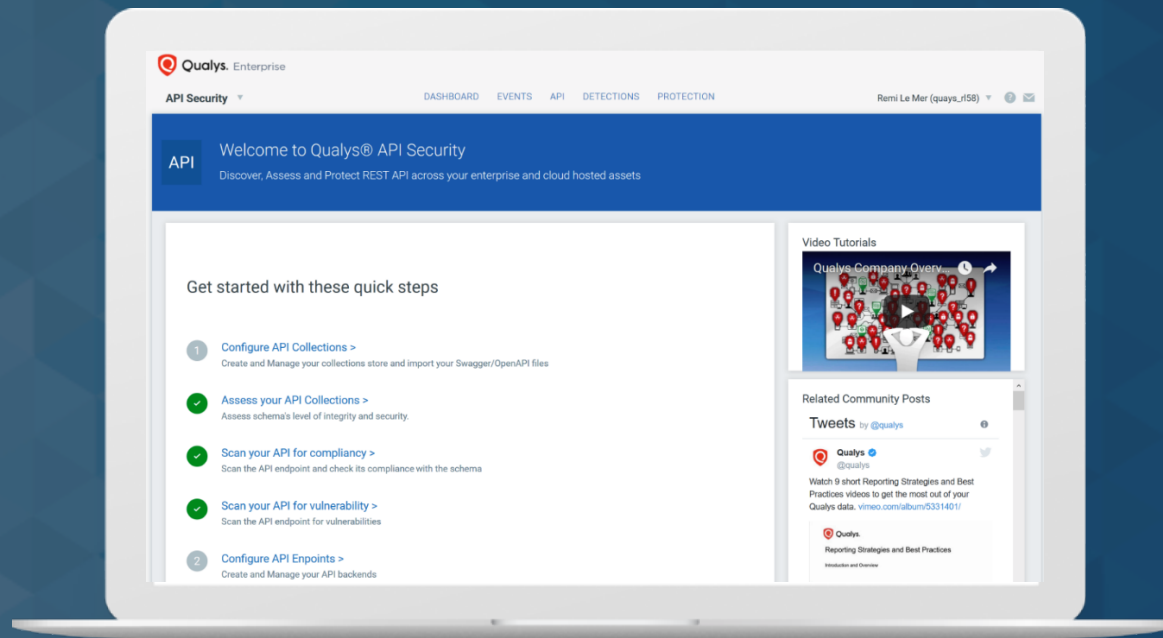 Qualys. Enterprise
API Security
DASHBOARD EVENTS API DETECTIONS PROTECTION
Remi Le Mer (quays_rl58)
API
Welcome to Qualys® API Security
Discover, Assess and Protect REST API across your enterprise and cloud hosted assets
Get started with these quick steps
1
Configure API Collections >
Create and Manage your collections store and import your Swagger/OpenAPI files
Assess your API Collections >
Assess schema's level of integrity and security.
Scan your API for compliancy >
Scan the API endpoint and check its compliance with the schema
Scan your API for vulnerability >
Scan the API endpoint for vulnerabilities
2
Configure API Enpoints >
Create and Manage your API backends
Video Tutorials
Qualys Company Overv...
Related Community Posts
Tweets by @qualys
Qualys
@qualys
Watch 9 short Reporting Strategies and Best
Practices videos to get the most out of your
Qualys data. vimeo.com/album/5331401/
Qualys.
Reporting Strategies and Best Practices
Introduction and Overview